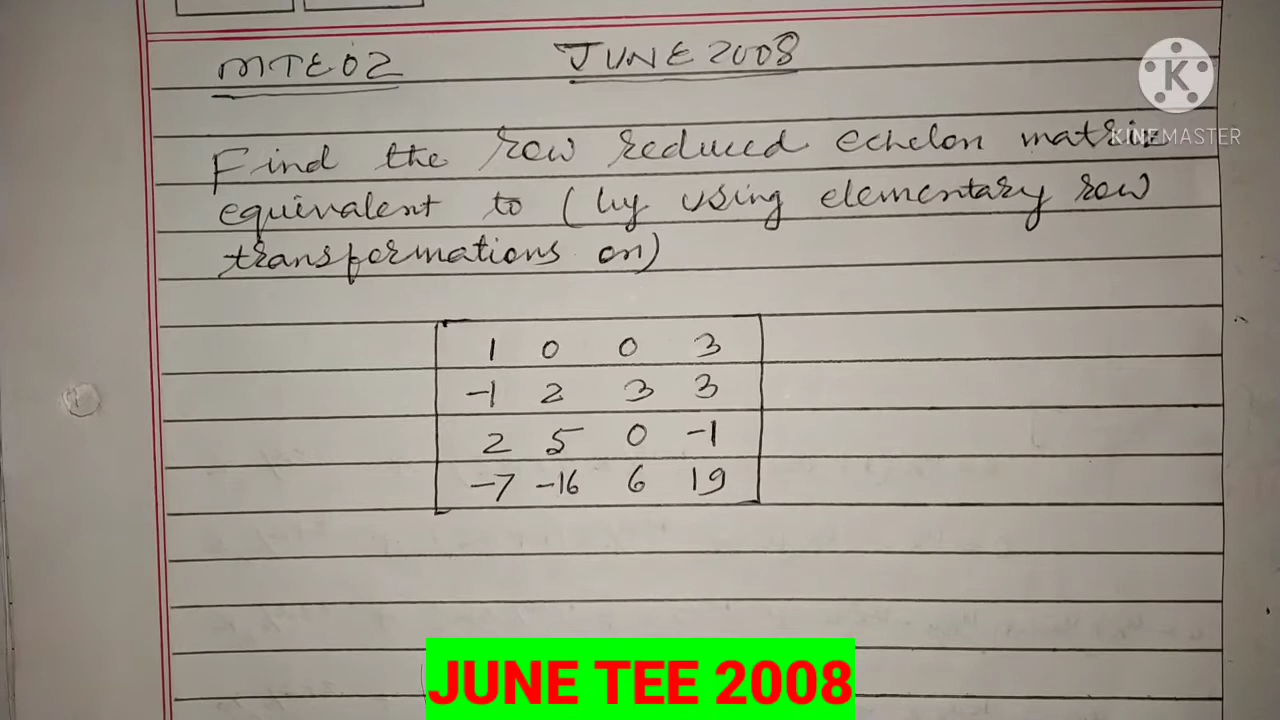 MTE02 JUNE 2008
K
KINEMASTER
Find the row reduced echelon matrix
equivalent to (by using elementary row
transformations on)
1 0 0 3
-1 2 3 3
2 5 0 -1
-7 -16 6 19
JUNE TEE 2008